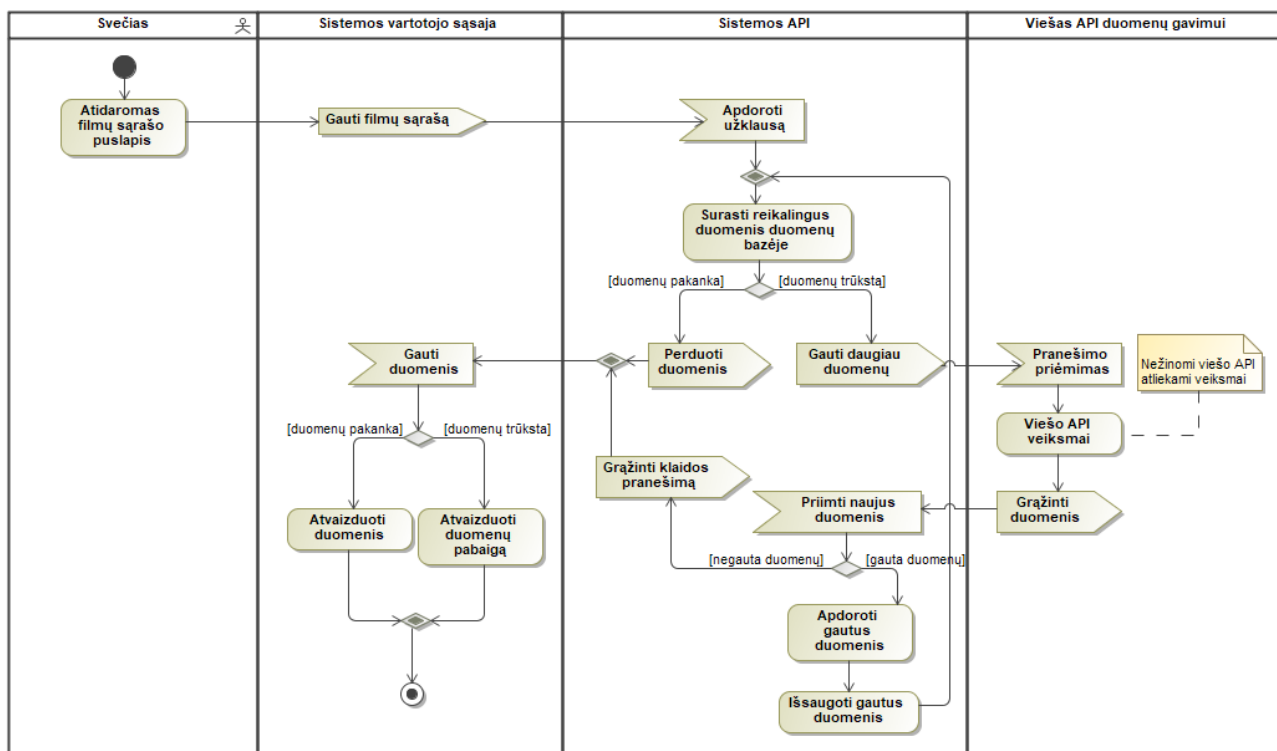 Svečias
Sistemos vartotojo sąsaja
Sistemos API
Viešas API duomenų gavimui
Atidaromas
filmų sąrašo
puslapis
Gauti filmų sąrašą
Apdoroti
užklausą
Surasti reikalingus
duomenis duomenų
bazėje
[duomenų pakanka]
[duomenų trūkstą]
Gauti
duomenis
Perduoti
duomenis
Gauti daugiau
duomenų
Pranešimo
priėmimas
Nežinomi viešo API
atliekami veiksmai
[duomenų pakanka]
[duomenų trūksta]
Viešo API
veiksmai
Grąžinti klaidos
pranešimą
Priimti naujus
duomenis
Grąžinti
duomenis
Atvaizduoti
duomenis
Atvaizduoti
duomenų
pabaigą
[negauta duomenų]
[gauta duomenų]
Apdoroti
gautus
duomenis
Išsaugoti gautus
duomenis